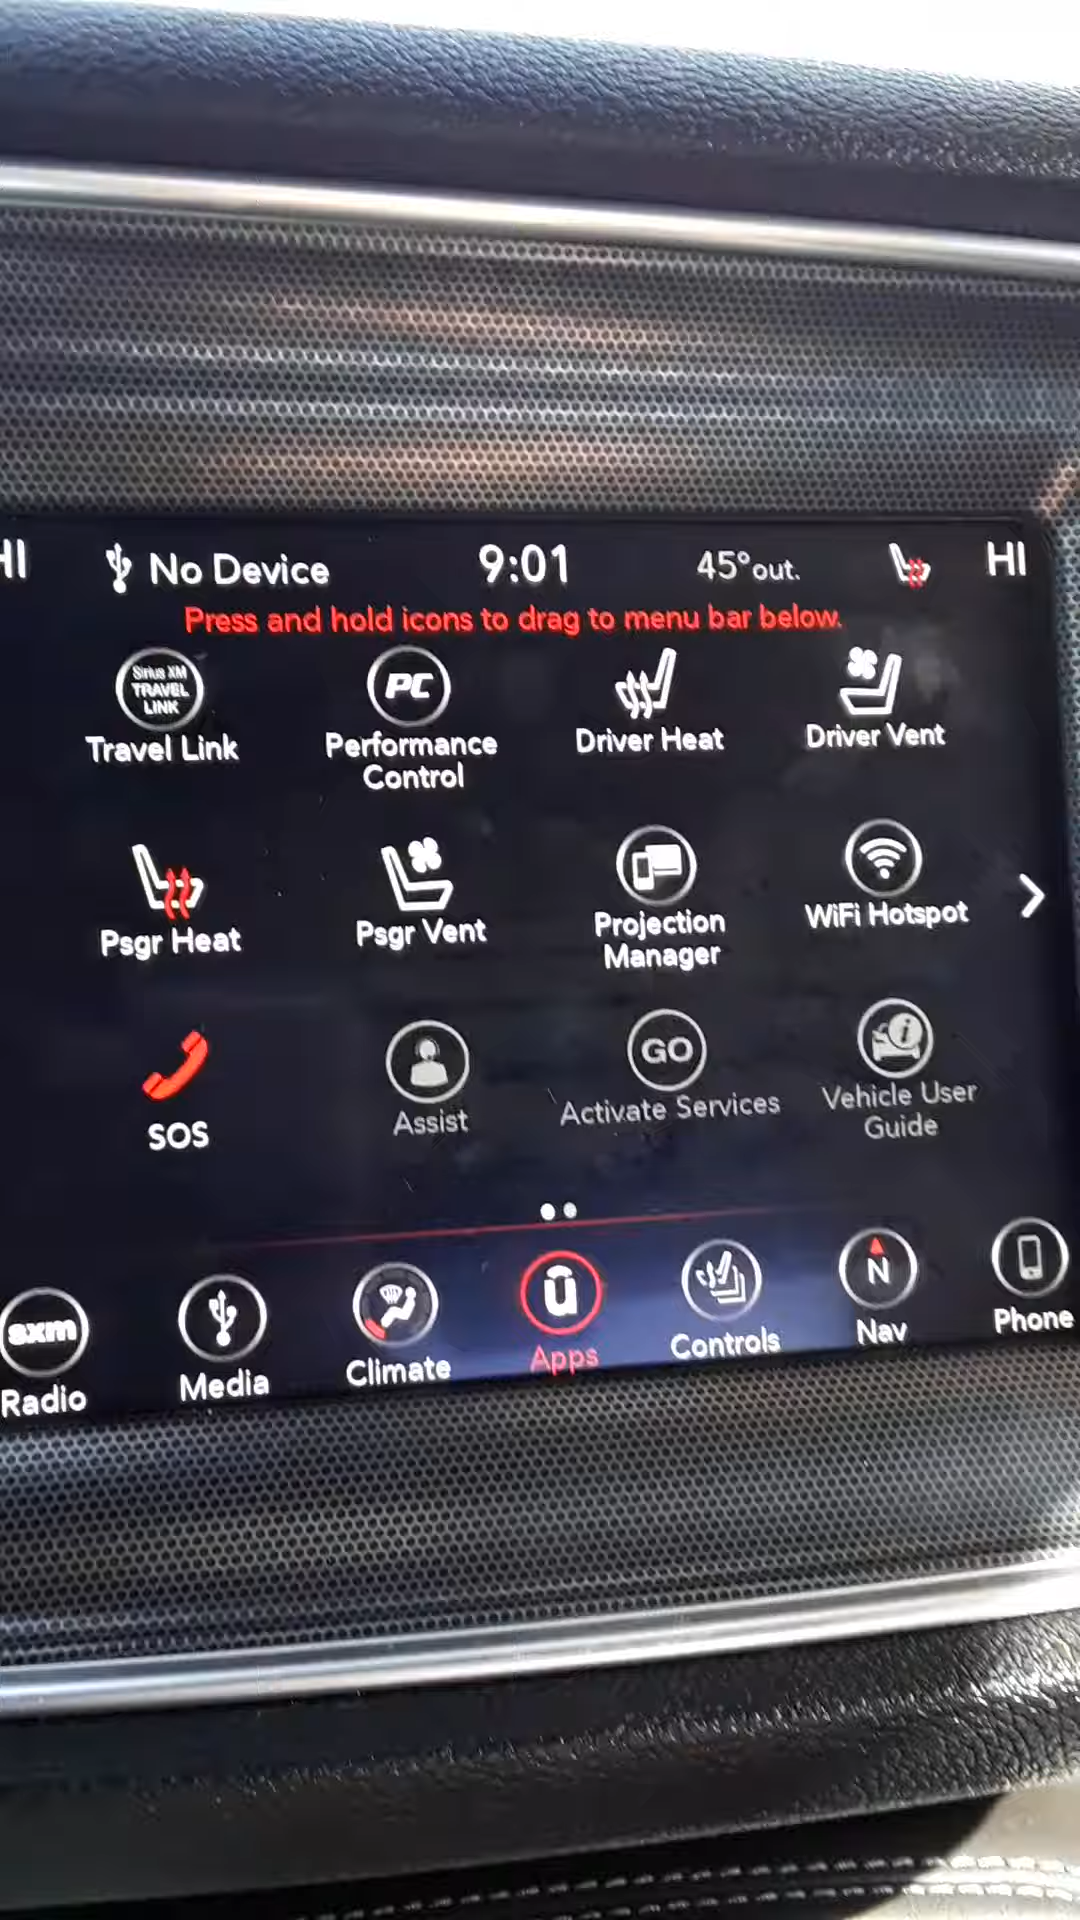 HI No Device 9:01 45°out. HI
Press and hold icons to drag to menu bar below.
Sirius XM
TRAVEL
LINK
Travel Link
PC
Performance
Control
Driver Heat
Driver Vent
Psgr Heat
Psgr Vent
Projection
Manager
WiFi Hotspot
SOS
Assist
GO
Activate Services
i
Vehicle User
Guide
sxm
Radio
Media
Climate
ū
Apps
Controls
N
Nav
Phone